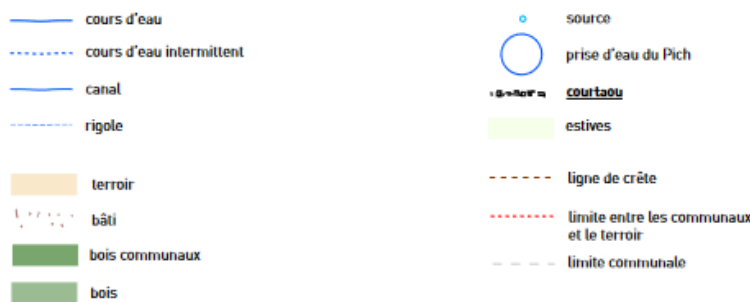 cours d'eau
cours d'eau intermittent
canal
rigole
terroir
bâti
bois communaux
bois
source
prise d'eau du Pich
courtaou
estives
ligne de crête
limite entre les communaux
et le terroir
limite communale